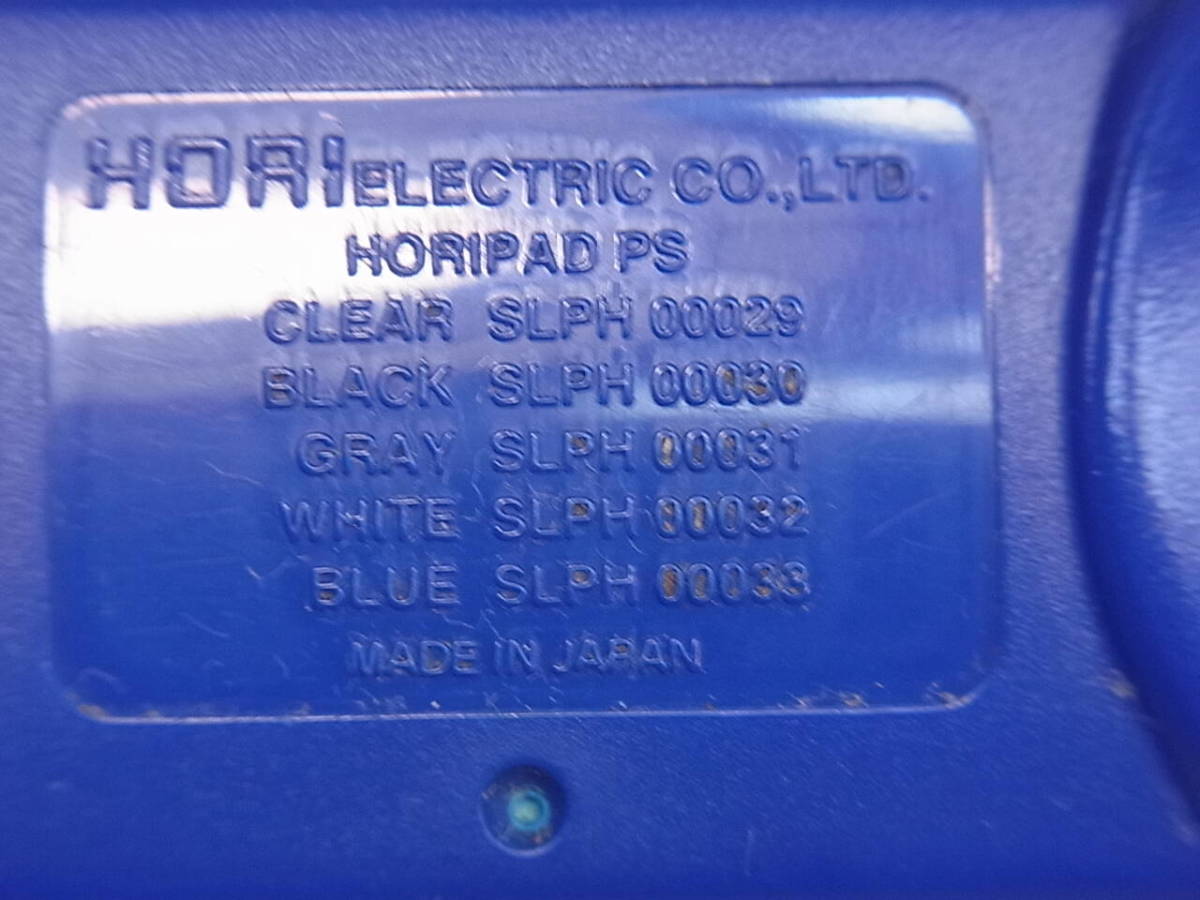 HORI ELECTRIC CO.,LTD.
HORIPAD PS
CLEAR SLPH 00029
BLACK SLPH 00030
GRAY SLPH 00031
WHITE SLPH 00032
BLUE SLPH 00033
MADE IN JAPAN